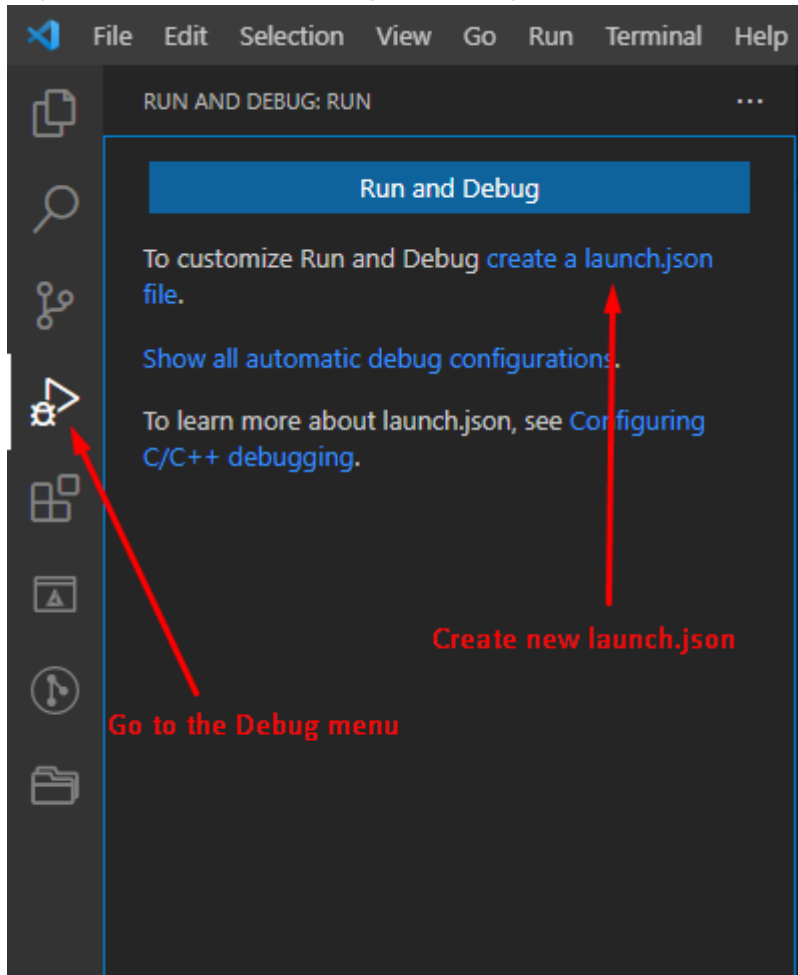 File Edit Selection View Go Run Terminal Help
RUN AND DEBUG: RUN
Run and Debug
To customize Run and Debug create a launch.json
file.
Show all automatic debug configurations.
To learn more about launch.json, see Configuring
C/C++ debugging.
Create new launch.json
Go to the Debug menu